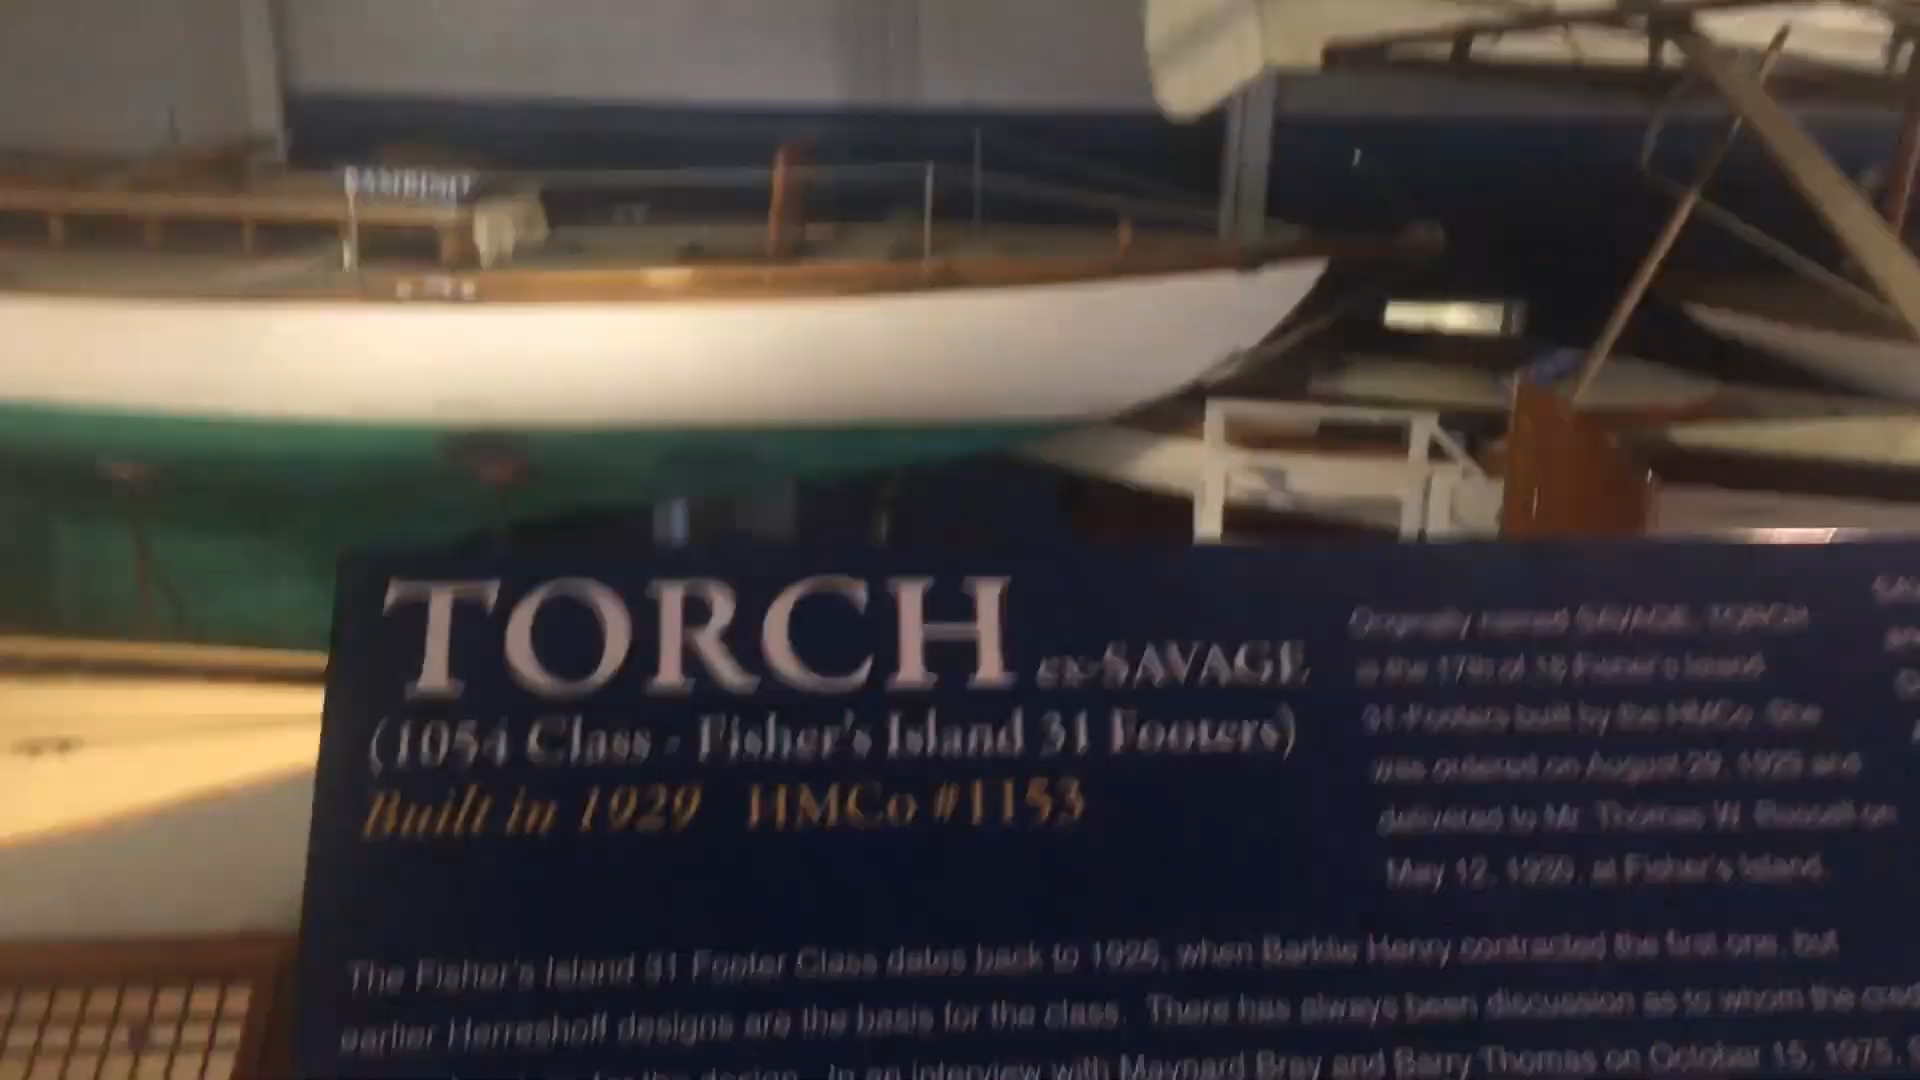 TORCH ex-SAVAGE
(1054 Class - Fisher's Island 31 Footers)
Built in 1929 HMCo #1153
Originally named SAVAGE, TORCH
is the 17th of 18 Fisher's Island
31-Footers built by the HMCo. She
was ordered on August 29, and
delivered to Mr. Thomas W. Russell on
May 12, at Fisher's Island.
The Fisher's Island 31 Footer Class dates back to 1926, when Barklie Henry contracted the first one, but
earlier Herreshoff designs are the basis for the class. There has always been discussion as to whom the
for the design. In an interview with Maynard Bray and Barry Thomas on October 15, 1975,